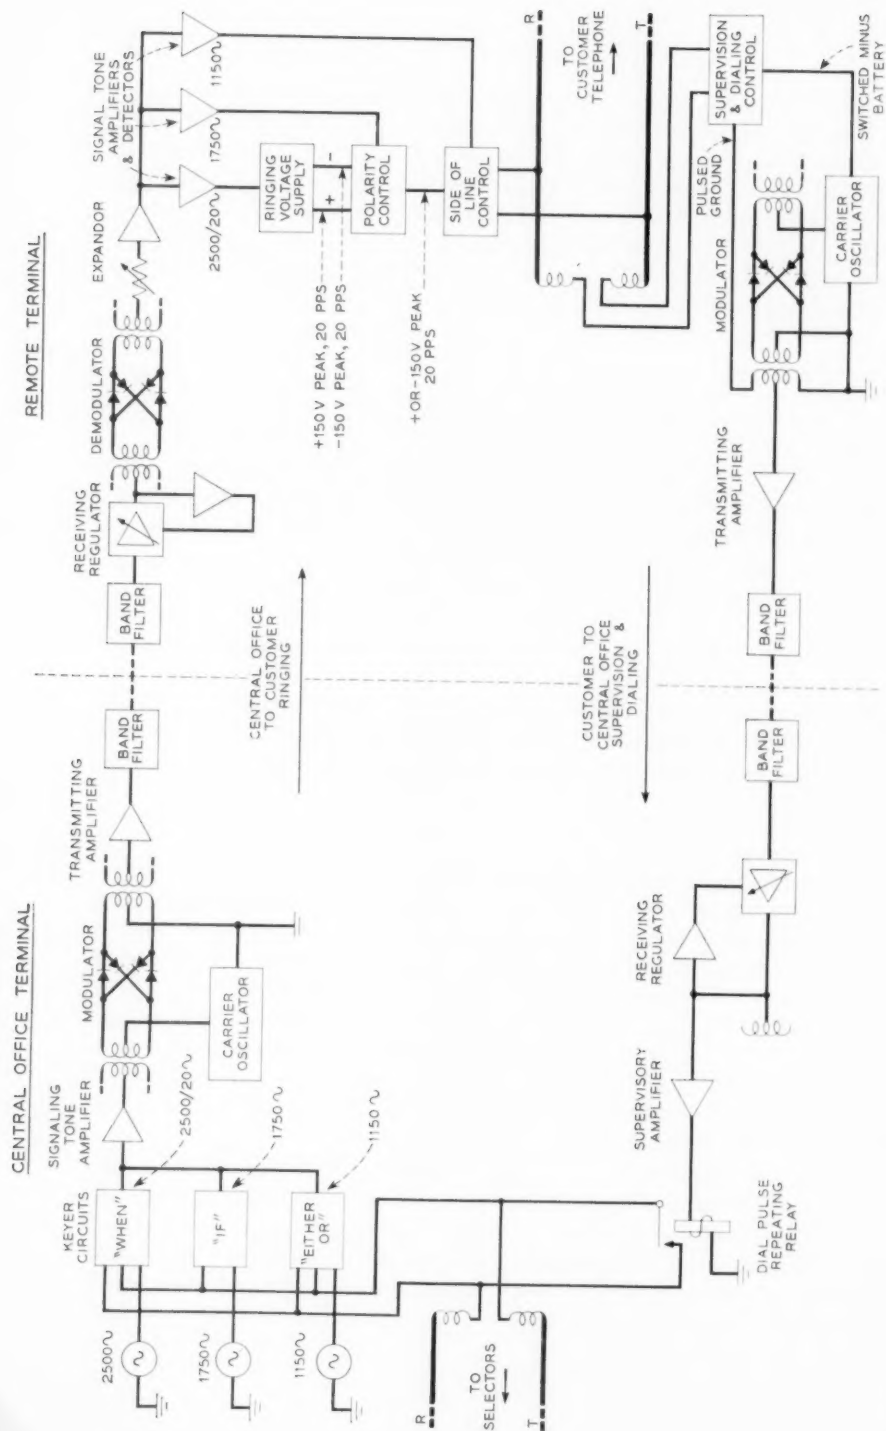 CENTRAL OFFICE TERMINAL
REMOTE TERMINAL
KEYER
CIRCUITS
"WHEN"
"IF"
"EITHER
OR"
2500∿
1750∿
1150∿
2500/20∿
1750∿
1150∿
SIGNALING
TONE
AMPLIFIER
MODULATOR
CARRIER
OSCILLATOR
TRANSMITTING
AMPLIFIER
BAND
FILTER
BAND
FILTER
RECEIVING
REGULATOR
DEMODULATOR
EXPANDOR
SIGNAL TONE
AMPLIFIERS
& DETECTORS
2500/20∿
1750∿
1150∿
RINGING
VOLTAGE
SUPPLY
+
-
POLARITY
CONTROL
SIDE OF
LINE
CONTROL
+150 V PEAK, 20 PPS
-150 V PEAK, 20 PPS
+OR-150V PEAK
20 PPS
CENTRAL OFFICE
TO CUSTOMER
RINGING
CUSTOMER TO
CENTRAL OFFICE
SUPERVISION &
DIALING
R
TO
SELECTORS
T
R
TO
CUSTOMER
TELEPHONE
T
DIAL PULSE
REPEATING
RELAY
SUPERVISORY
AMPLIFIER
RECEIVING
REGULATOR
BAND
FILTER
BAND
FILTER
TRANSMITTING
AMPLIFIER
MODULATOR
PULSED
GROUND
CARRIER
OSCILLATOR
SUPERVISION
& DIALING
CONTROL
SWITCHED MINUS
BATTERY